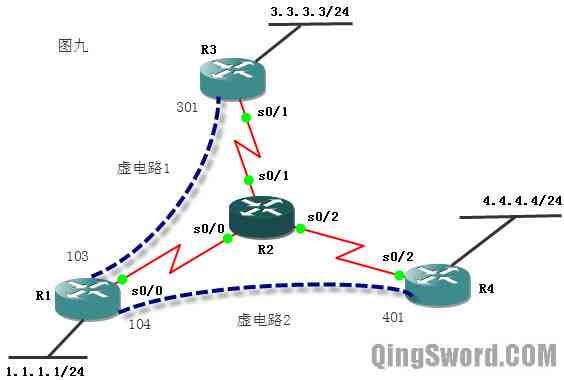 3.3.3.3/24
图九
R3
301
s0/1
虚电路1
s0/1
4.4.4.4/24
s0/0
s0/2
R2
103
s0/2
R1
s0/0
R4
104
虚电路2
401
1.1.1.1/24
QingSword.COM